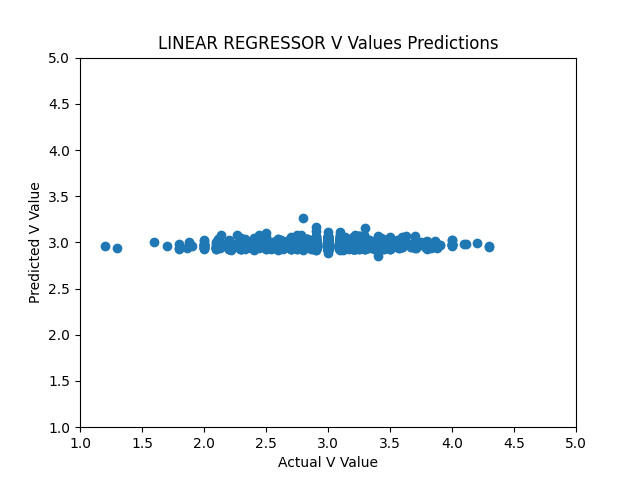 LINEAR REGRESSOR V Values Predictions
5.0
4.5
4.0
3.5
3.0
2.5
2.0
1.5
1.0
Predicted V Value
1.0 1.5 2.0 2.5 3.0 3.5 4.0 4.5 5.0
Actual V Value